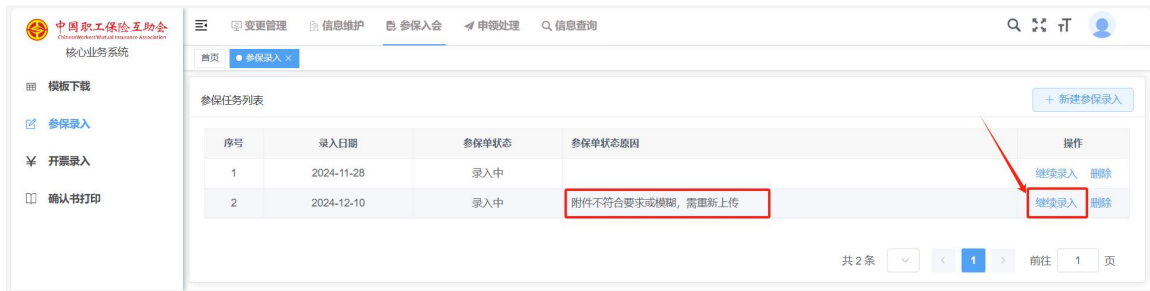 中国职工保险互助会
Chinese Workers' Mutual Insurance Association
核心业务系统
变更管理 信息维护 参保入会 申领处理 信息查询
首页 参保录入 ×
模板下载
参保录入
开票录入
确认书打印
参保任务列表 + 新建参保录入
序号 录入日期 参保单状态 参保单状态原因 操作
1 2024-11-28 录入中 继续录入 删除
2 2024-12-10 录入中 附件不符合要求或模糊，需重新上传 继续录入 删除
共 2 条 < 1 > 前往 1 页